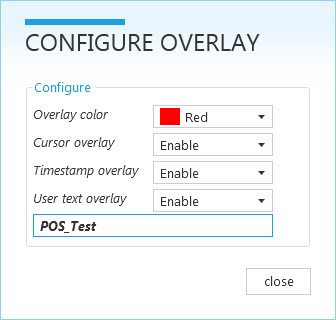 CONFIGURE OVERLAY
Configure
Overlay color Red
Cursor overlay Enable
Timestamp overlay Enable
User text overlay Enable
POS_Test
close